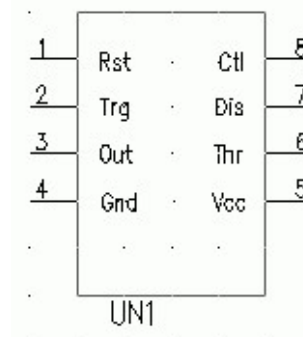 1 Rst Ctl 8
2 Trg Dis 7
3 Out Thr 6
4 Gnd Vcc 5
UN1